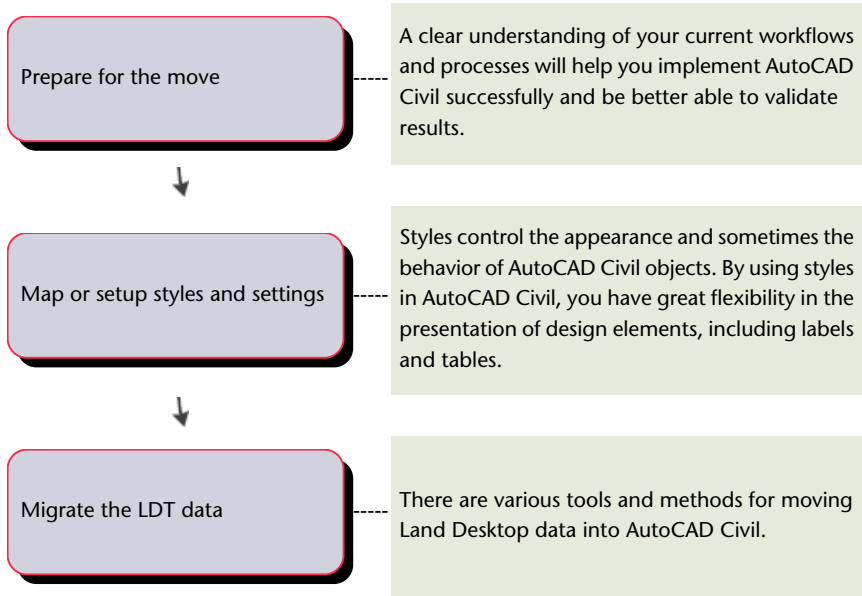 Prepare for the move
A clear understanding of your current workflows
and processes will help you implement AutoCAD
Civil successfully and be better able to validate
results.
Map or setup styles and settings
Styles control the appearance and sometimes the
behavior of AutoCAD Civil objects. By using styles
in AutoCAD Civil, you have great flexibility in the
presentation of design elements, including labels
and tables.
Migrate the LDT data
There are various tools and methods for moving
Land Desktop data into AutoCAD Civil.